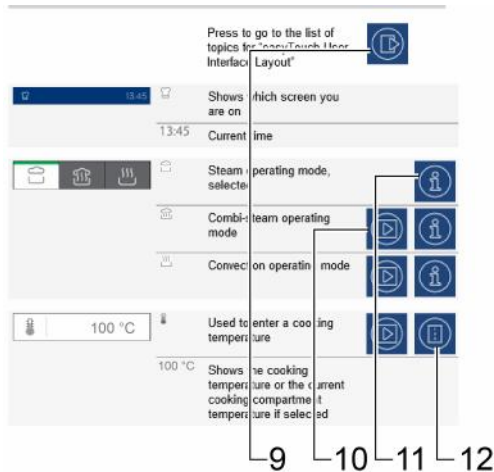 Press to go to the list of
topics for "easyTouch User
Interface Layout"
13:45
Shows which screen you
are on
13:45
Current time
Steam operating mode,
selected
Combi-steam operating
mode
Convection operating mode
100 °C
Used to enter a cooking
temperature
100 °C
Shows the cooking
temperature or the current
cooking compartment
temperature if selected
9
10
11
12